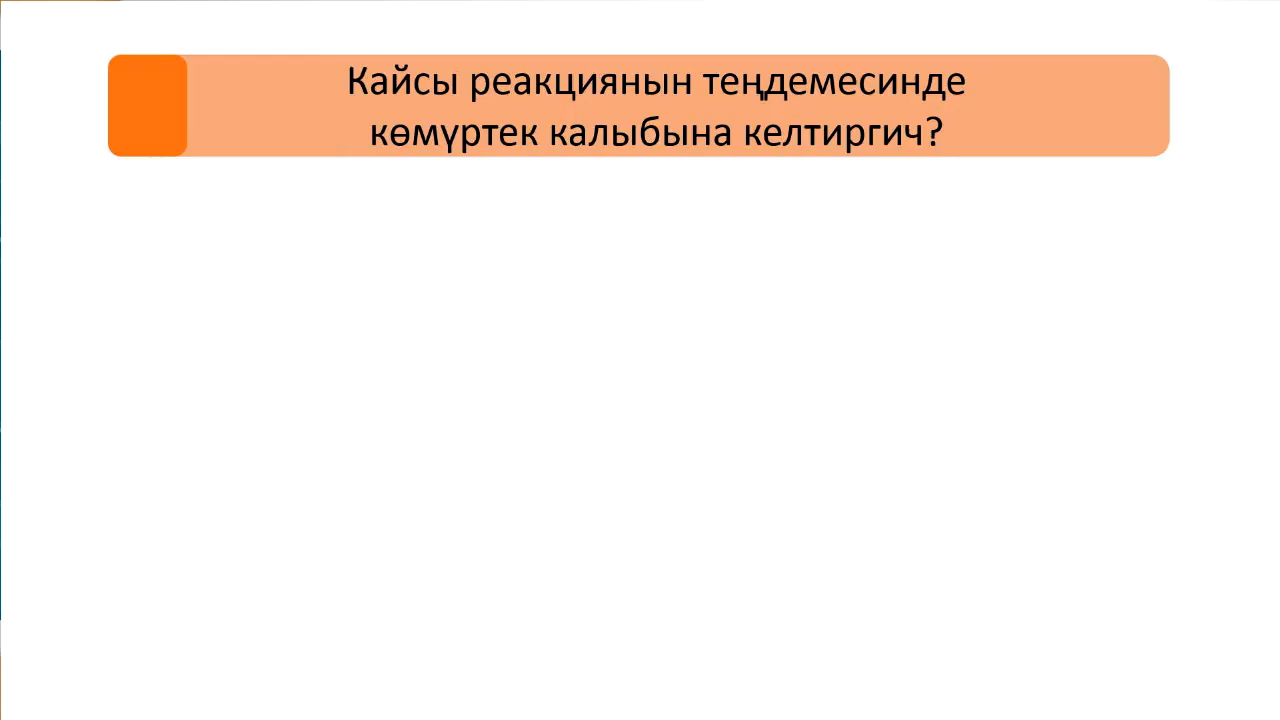 Кайсы реакциянын теңдемесинде
көмүртек калыбына келтиргич?